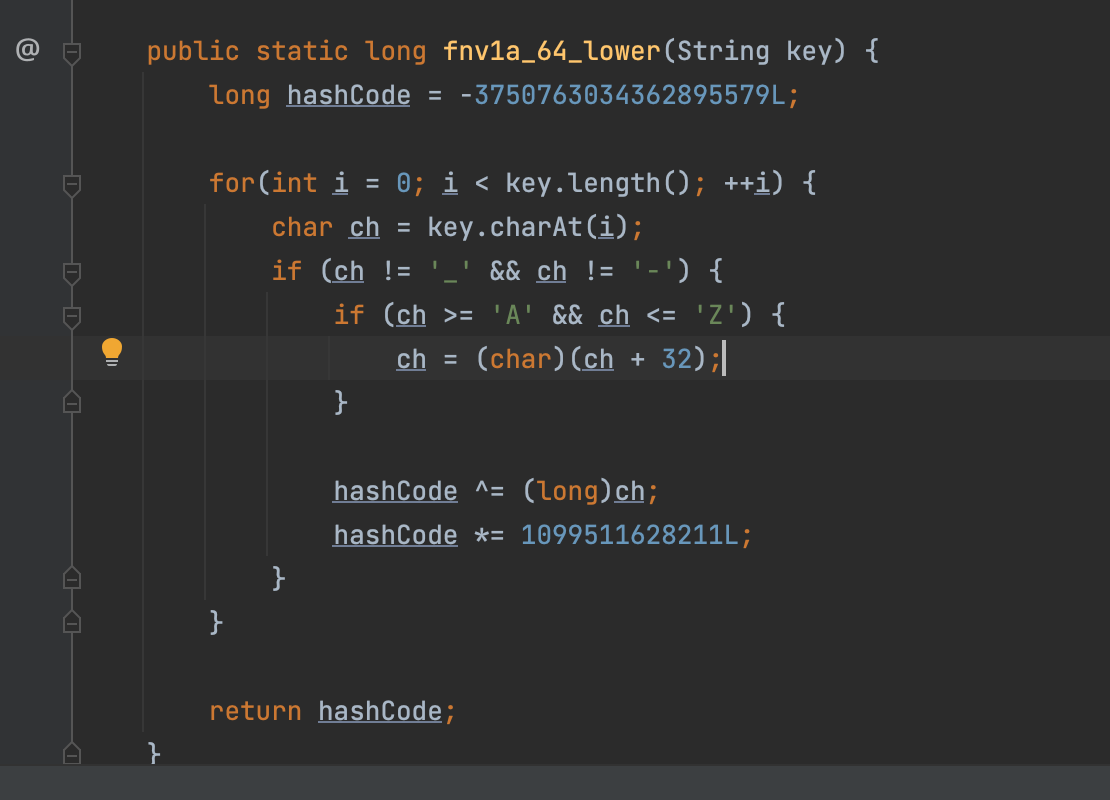 @
public static long fnv1a_64_lower(String key) {
long hashCode = -3750763034362895579L;
for(int i = 0; i < key.length(); ++i) {
char ch = key.charAt(i);
if (ch != '_' && ch != '-') {
if (ch >= 'A' && ch <= 'Z') {
ch = (char)(ch + 32);
}
hashCode ^= (long)ch;
hashCode *= 1099511628211L;
}
}
return hashCode;
}